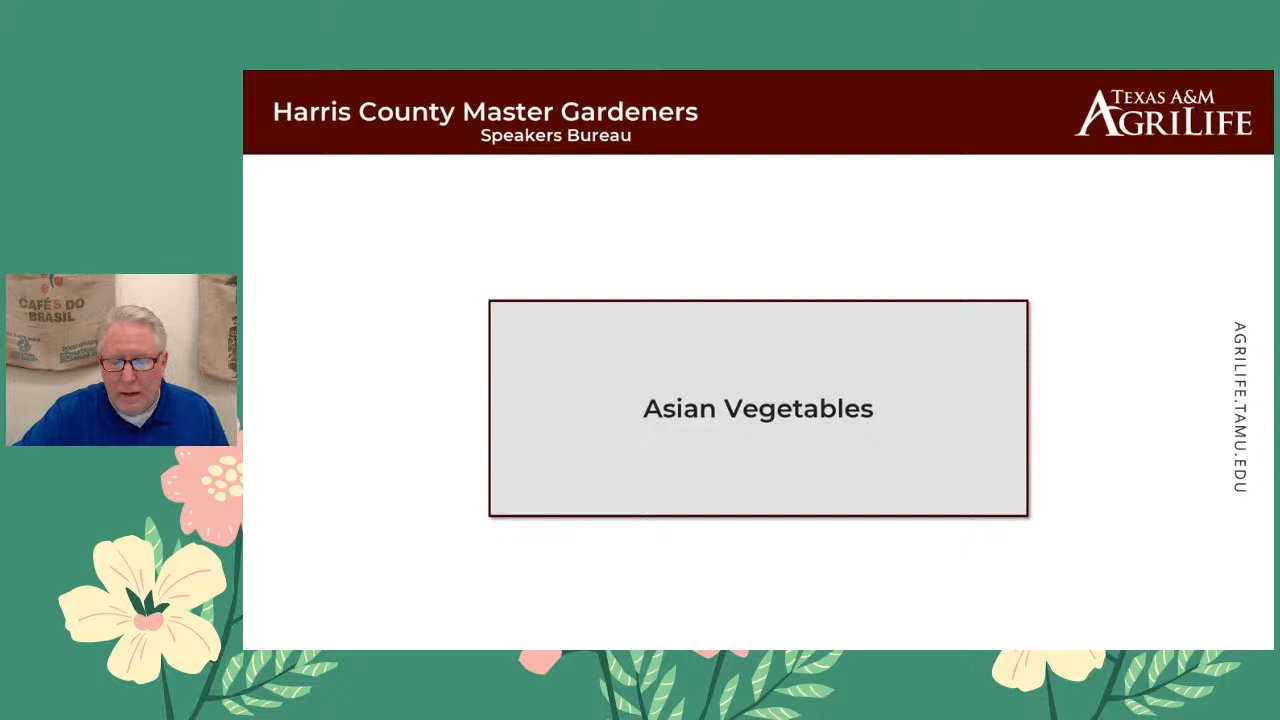 Harris County Master Gardeners
Speakers Bureau
TEXAS A&M
AGRILIFE
CAFÉS DO
BRASIL
Asian Vegetables
AGRILIFE.TAMU.EDU